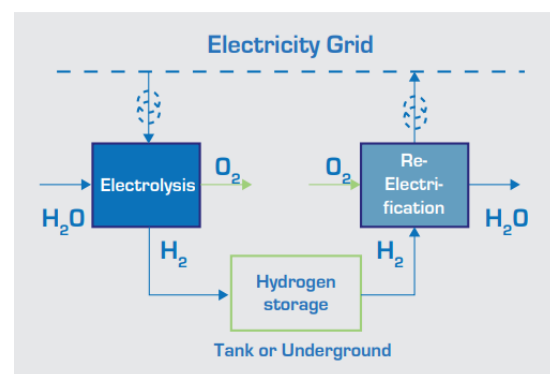 Electricity Grid
Electrolysis
O₂
O₂
Re-
Electri-
fication
H₂O
H₂
H₂
H₂O
Hydrogen
storage
Tank or Underground